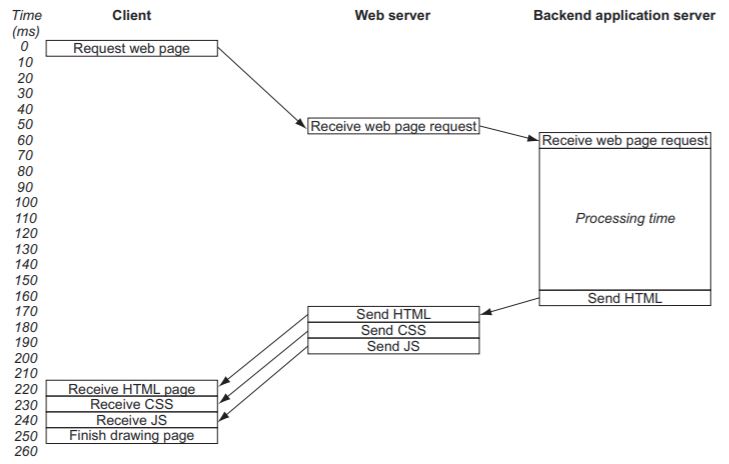 Time Client Web server Backend application server
(ms)
0 Request web page
10
20
30
40
50 Receive web page request
60 Receive web page request
70
80
90
100
110 Processing time
120
130
140
150
160 Send HTML
170 Send HTML
180 Send CSS
190 Send JS
200
210
220 Receive HTML page
230 Receive CSS
240 Receive JS
250 Finish drawing page
260